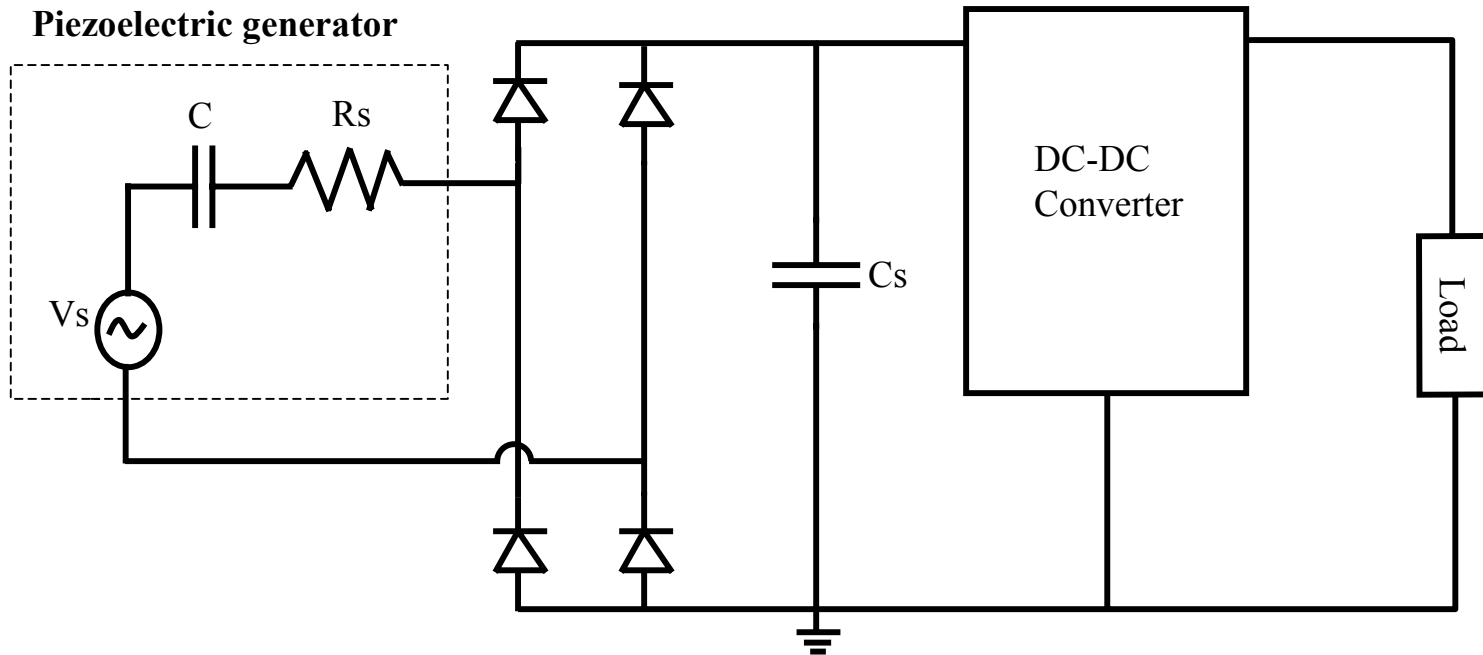 Piezoelectric generator
C
Rs
Vs
Cs
DC-DC
Converter
Load